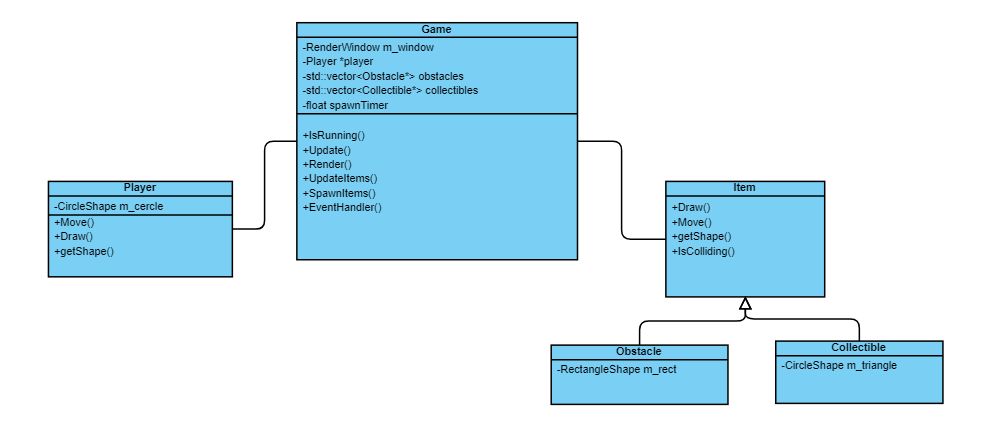 Game
-RenderWindow m_window
-Player *player
-std::vector<Obstacle*> obstacles
-std::vector<Collectible*> collectibles
-float spawnTimer
+IsRunning()
+Update()
+Render()
+UpdateItems()
+SpawnItems()
+EventHandler()
Player
-CircleShape m_cercle
+Move()
+Draw()
+getShape()
Item
+Draw()
+Move()
+getShape()
+IsColliding()
Obstacle
-RectangleShape m_rect
Collectible
-CircleShape m_triangle